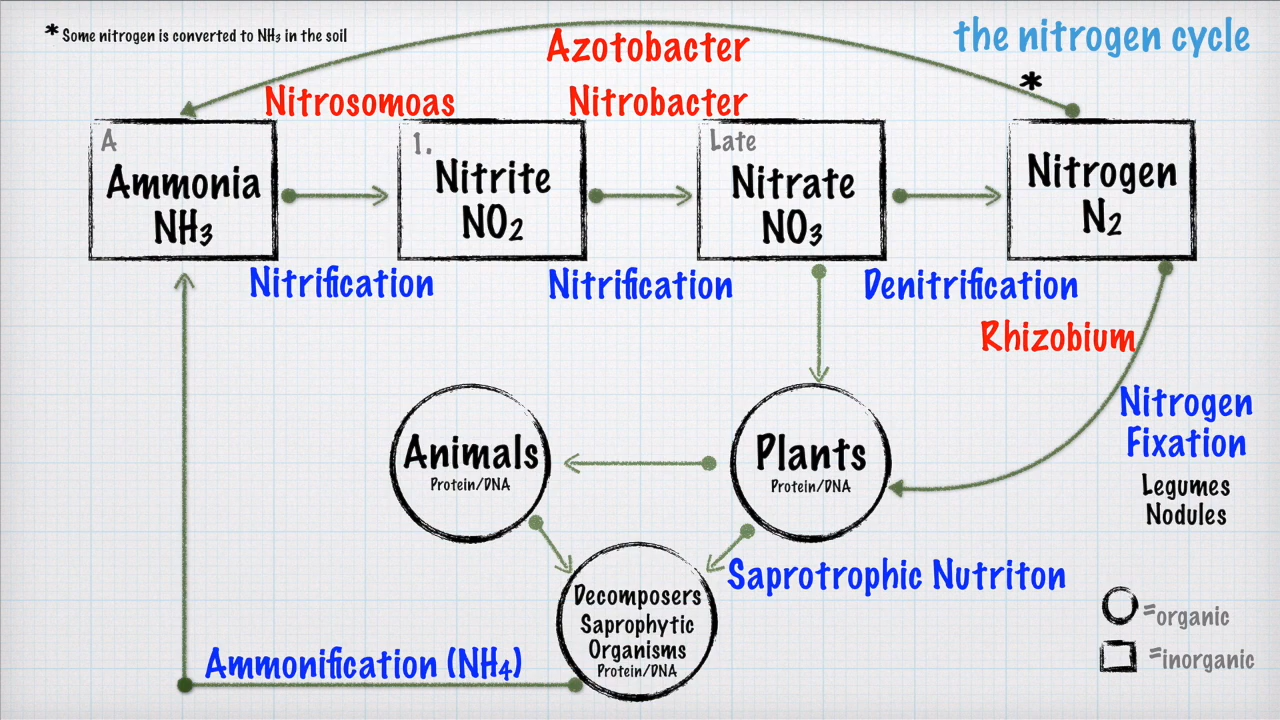 * Some nitrogen is converted to NH₃ in the soil
Azotobacter
the nitrogen cycle
*
Nitrosomoas
Nitrobacter
A
Ammonia
NH₃
1.
Nitrite
NO₂
Late
Nitrate
NO₃
Nitrogen
N₂
Nitrification
Nitrification
Denitrification
Rhizobium
Nitrogen
Fixation
Legumes
Nodules
Animals
Protein/DNA
Plants
Protein/DNA
Saprotrophic Nutriton
Decomposers
Saprophytic
Organisms
Protein/DNA
Ammonification (NH₄)
=organic
=inorganic